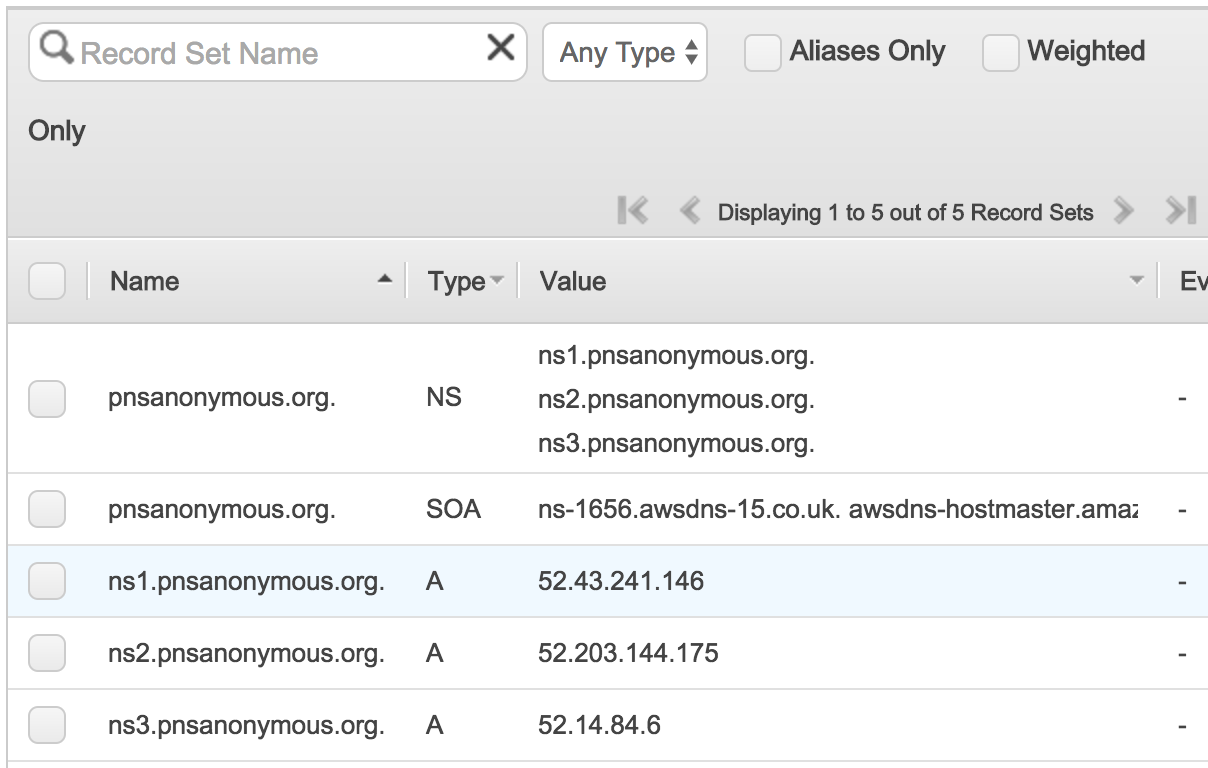 Record Set Name Any Type Aliases Only Weighted
Only
Displaying 1 to 5 out of 5 Record Sets
Name Type Value Ev
ns1.pnsanonymous.org.
pnsanonymous.org. NS ns2.pnsanonymous.org. -
ns3.pnsanonymous.org.
pnsanonymous.org. SOA ns-1656.awsdns-15.co.uk. awsdns-hostmaster.amaz -
ns1.pnsanonymous.org. A 52.43.241.146 -
ns2.pnsanonymous.org. A 52.203.144.175 -
ns3.pnsanonymous.org. A 52.14.84.6 -